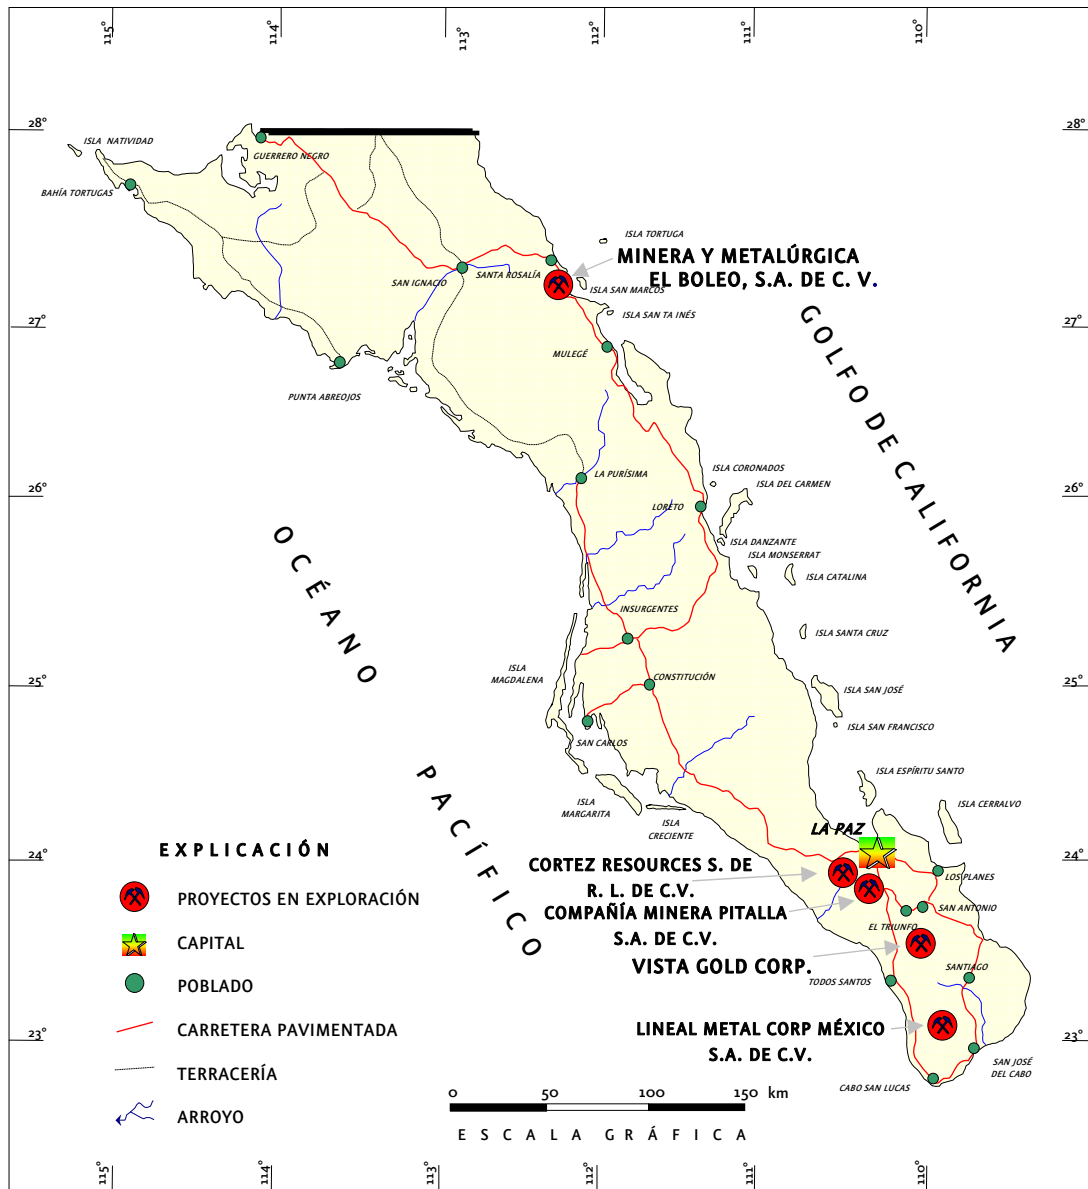 115°
114°
113°
112°
111°
110°
28°
28°
ISLA NATIVIDAD
GUERRERO NEGRO
BAHÍA TORTUGAS
ISLA TORTUGA
MINERA Y METALÚRGICA
EL BOLEO, S.A. DE C. V.
SANTA ROSALÍA
SAN IGNACIO
ISLA SAN MARCOS
ISLA SAN TA INÉS
27°
27°
MULEGÉ
PUNTA ABREOJOS
GOLFO DE CALIFORNIA
LA PURÍSIMA
ISLA CORONADOS
ISLA DEL CARMEN
26°
26°
LORETO
ISLA DANZANTE
ISLA MONSERRAT
ISLA CATALINA
OCÉANO
PACÍFICO
INSURGENTES
ISLA SANTA CRUZ
ISLA
MAGDALENA
CONSTITUCIÓN
25°
25°
ISLA SAN JOSÉ
ISLA SAN FRANCISCO
SAN CARLOS
ISLA ESPÍRITU SANTO
ISLA
MARGARITA
ISLA CERRALVO
ISLA
CRECIENTE
LA PAZ
24°
24°
EXPLICACIÓN
CORTEZ RESOURCES S. DE
R. L. DE C.V.
LOS PLANES
PROYECTOS EN EXPLORACIÓN
COMPAÑÍA MINERA PITALLA
S.A. DE C.V.
SAN ANTONIO
EL TRIUNFO
CAPITAL
VISTA GOLD CORP.
SANTIAGO
TODOS SANTOS
POBLADO
CARRETERA PAVIMENTADA
LINEAL METAL CORP MÉXICO
S.A. DE C.V.
23°
23°
SAN JOSÉ
DEL CABO
TERRACERÍA
CABO SAN LUCAS
ARROYO
0 50 100 150 km
ESCALA GRÁFICA
115°
114°
113°
112°
111°
110°